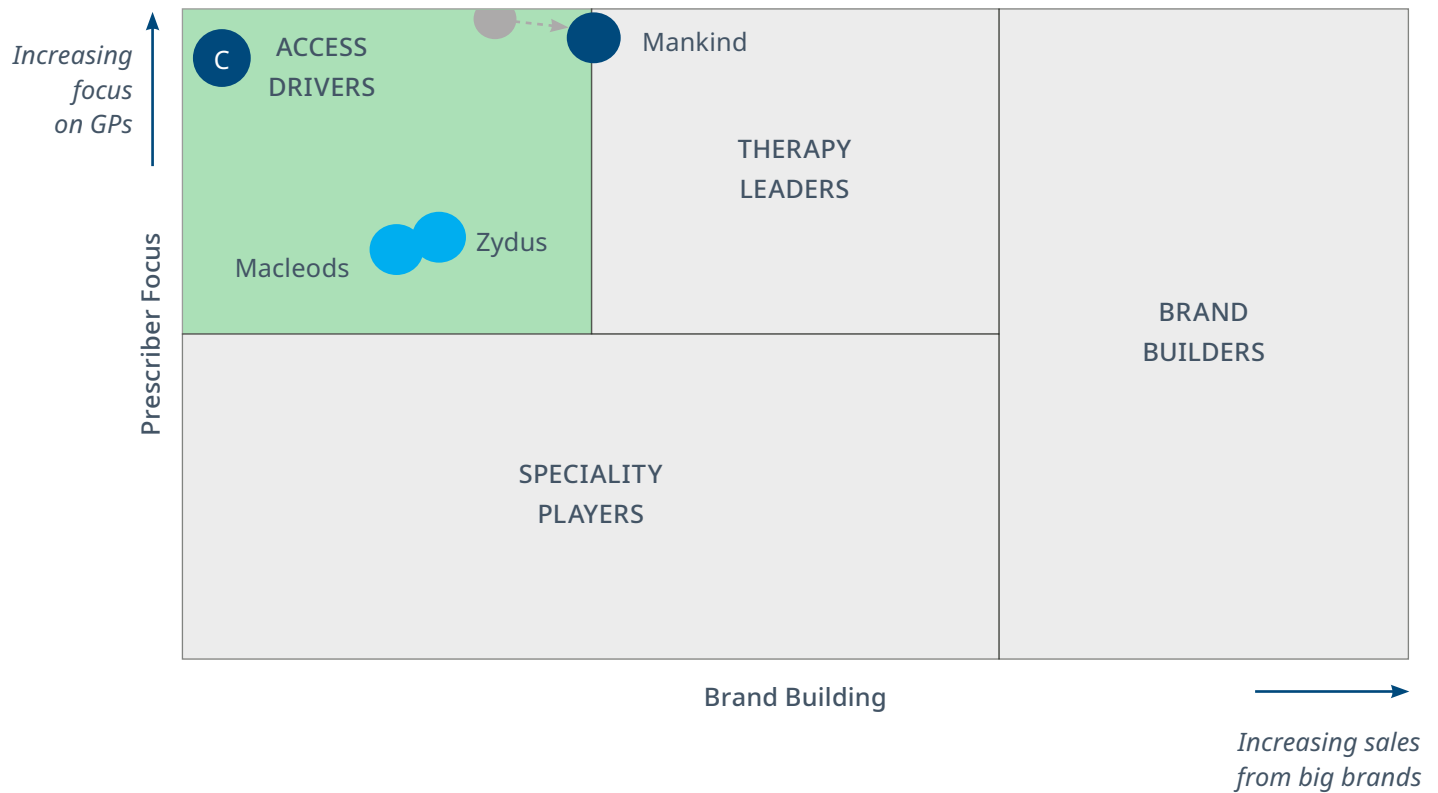 Increasing
focus
on GPs
C
ACCESS
DRIVERS
Mankind
THERAPY
LEADERS
Zydus
Macleods
Prescriber Focus
BRAND
BUILDERS
SPECIALITY
PLAYERS
Brand Building
Increasing sales
from big brands